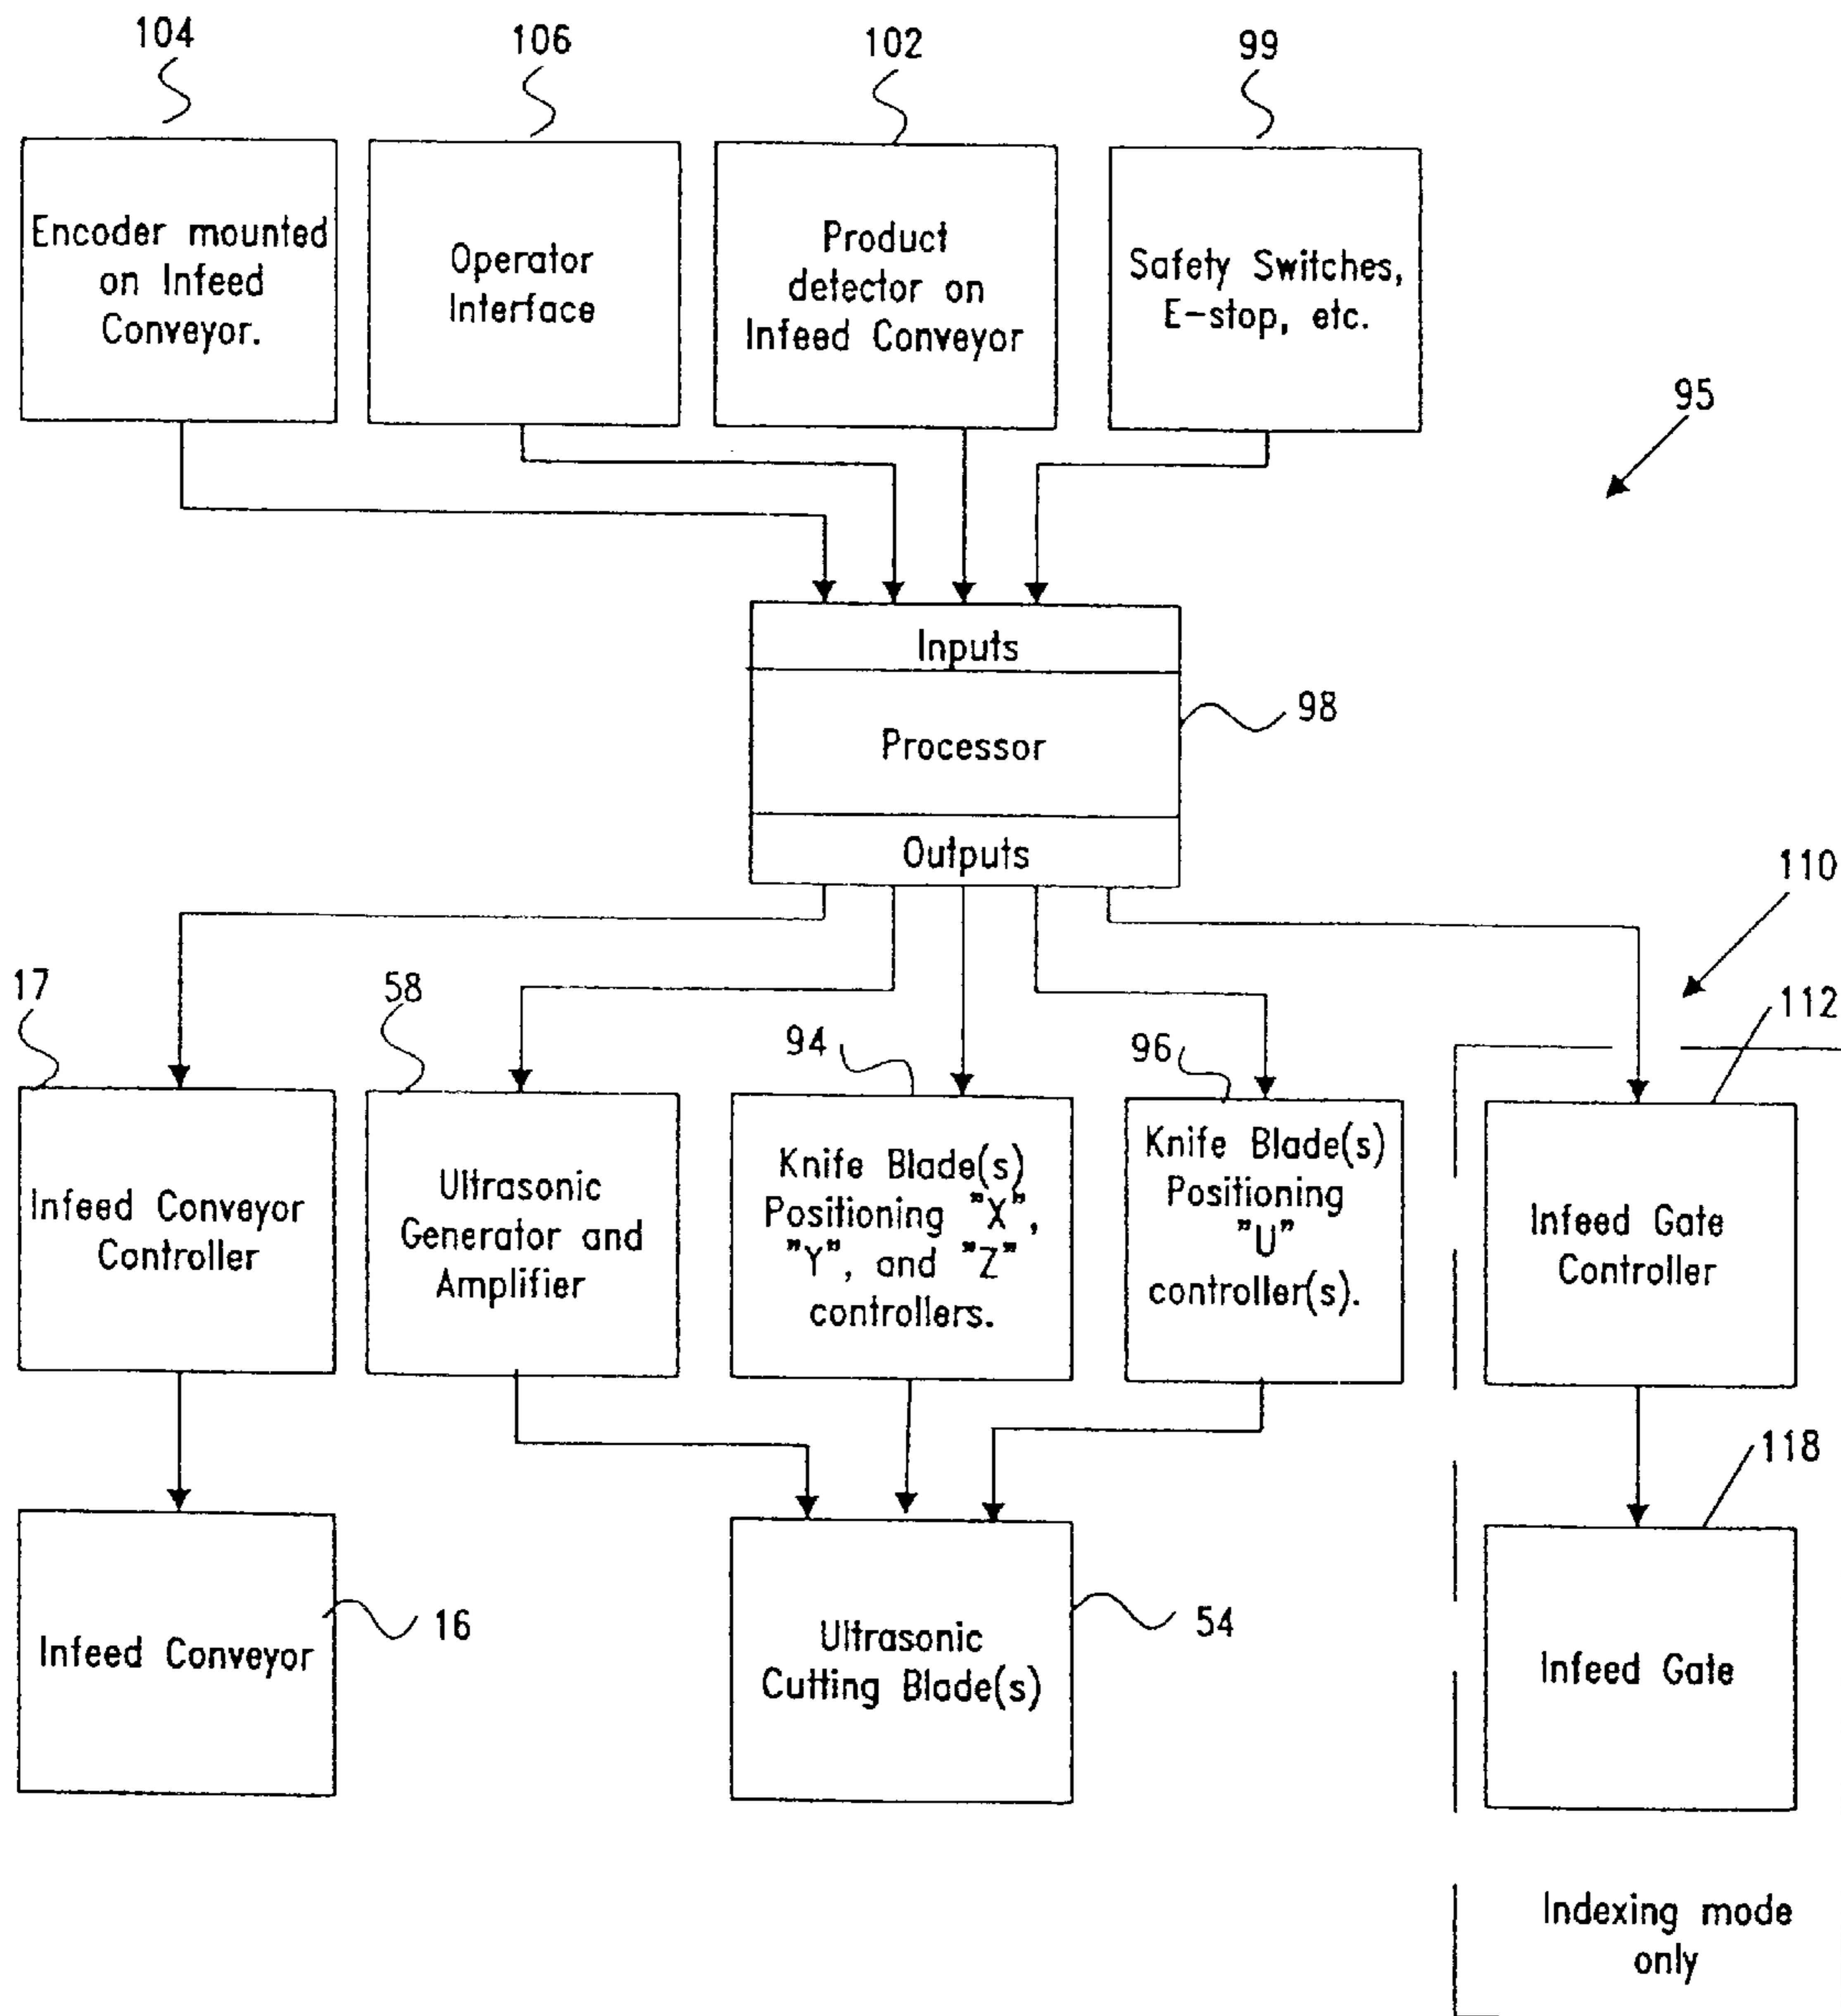 104
106
102
99
Encoder mounted
on Infeed
Conveyor.
Operator
Interface
Product
detector on
Infeed Conveyor
Safety Switches,
E-stop, etc.
95
Inputs
Processor
98
Outputs
110
17
58
94
96
112
Infeed Conveyor
Controller
Ultrasonic
Generator and
Amplifier
Knife Blade(s)
Positioning "X",
"Y", and "Z"
controllers.
Knife Blade(s)
Positioning
"U"
controller(s).
Infeed Gate
Controller
118
Infeed Conveyor
16
Ultrasonic
Cutting Blade(s)
54
Infeed Gate
Indexing mode
only